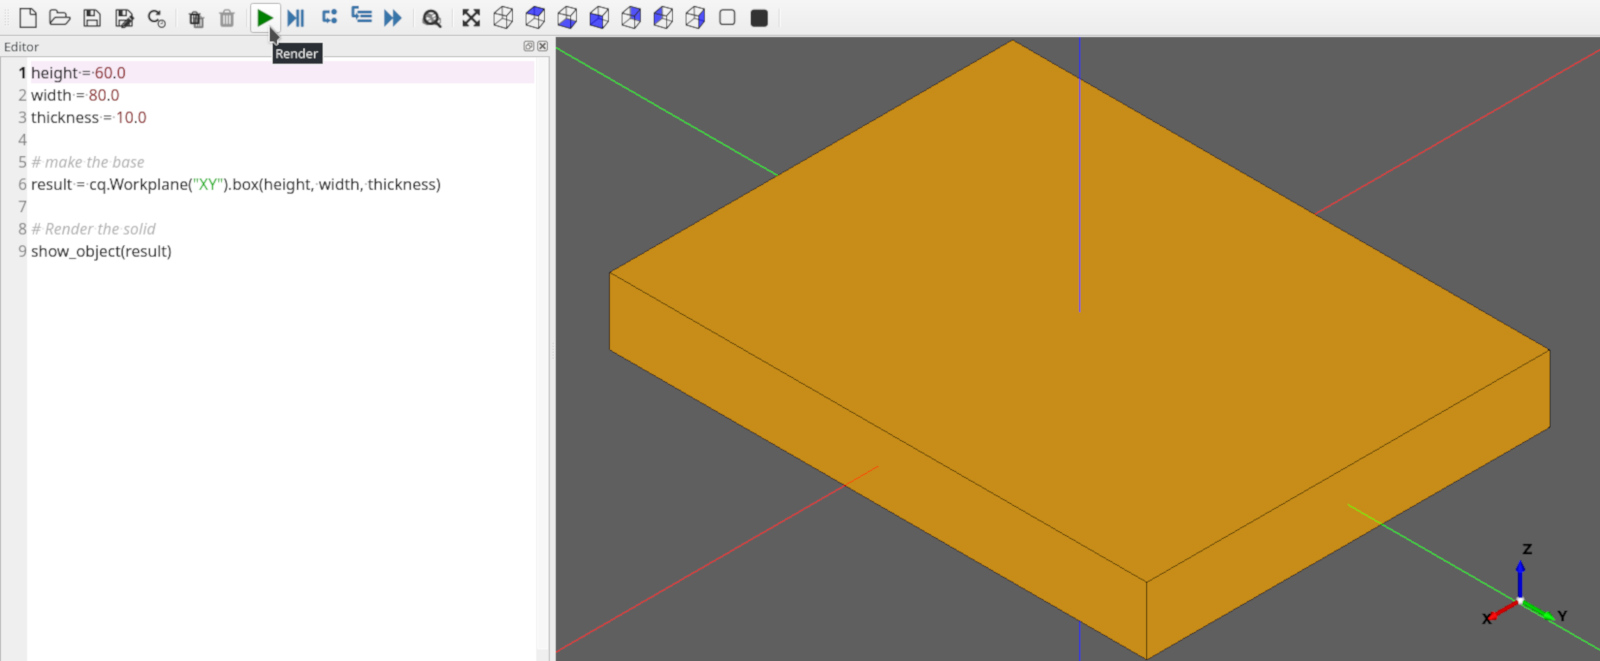 Editor
Render
1 height = 60.0
2 width = 80.0
3 thickness = 10.0
4
5 # make the base
6 result = cq.Workplane("XY").box(height, width, thickness)
7
8 # Render the solid
9 show_object(result)
Z
X
Y